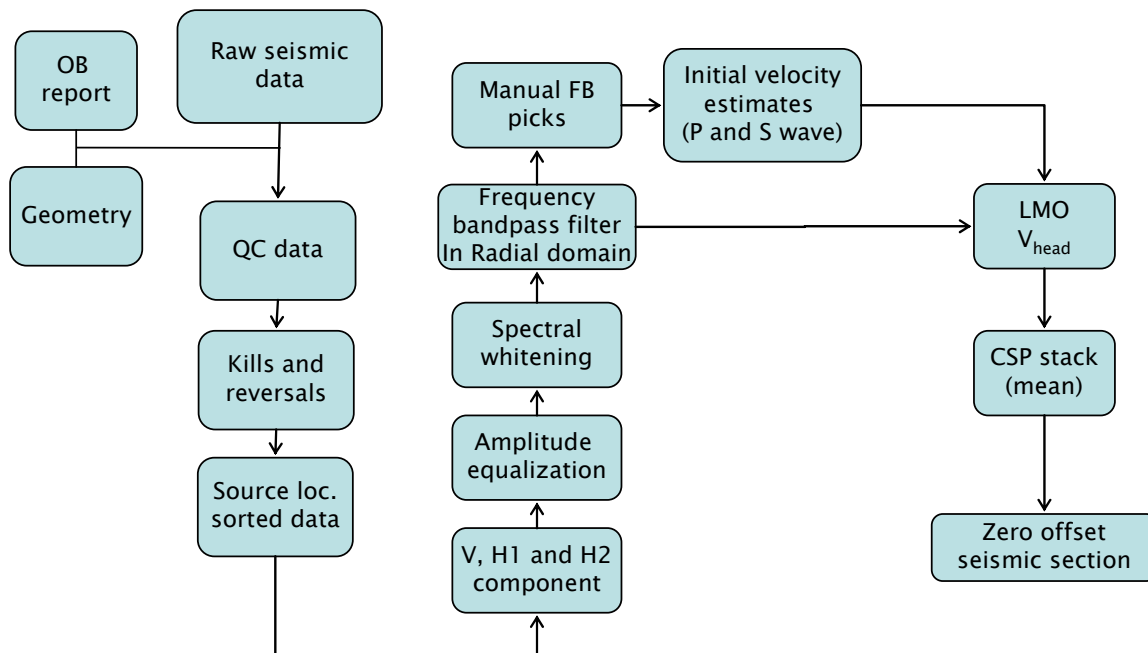 OB
report
Raw seismic
data
Geometry
QC data
Kills and
reversals
Source loc.
sorted data
V, H1 and H2
component
Amplitude
equalization
Spectral
whitening
Frequency
bandpass filter
In Radial domain
Manual FB
picks
Initial velocity
estimates
(P and S wave)
LMO
Vhead
CSP stack
(mean)
Zero offset
seismic section